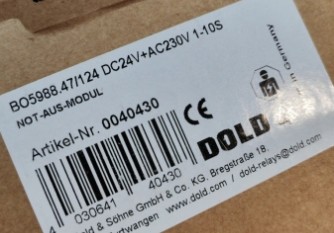 BO5988.47/124 DC24V+AC230V 1-10S
NOT-AUS-MODUL
in Germany
Artikel-Nr. 0040430
CE
DOLD
4 030641 40430
Dold & Söhne GmbH & Co. KG. Bregstraße 18.
Furtwangen
www.dold.com / dold-relays@dold.com